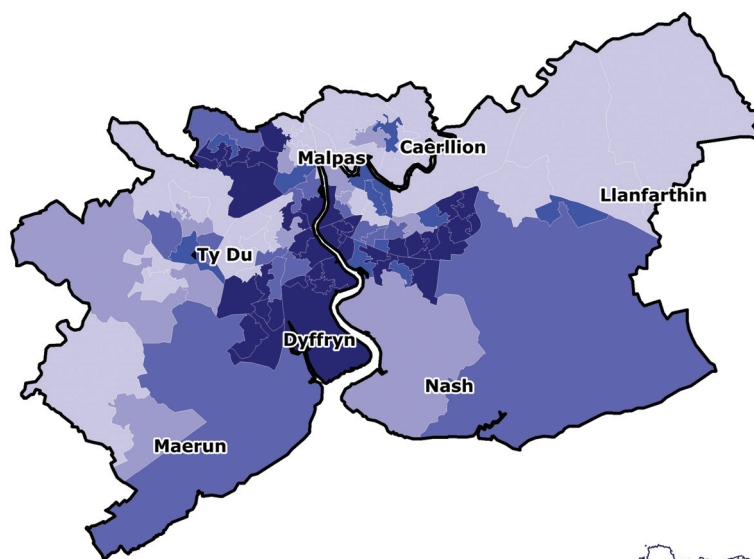 Malpas
Caerllion
Llanfarthin
Ty Du
Dyffryn
Nash
Maerun